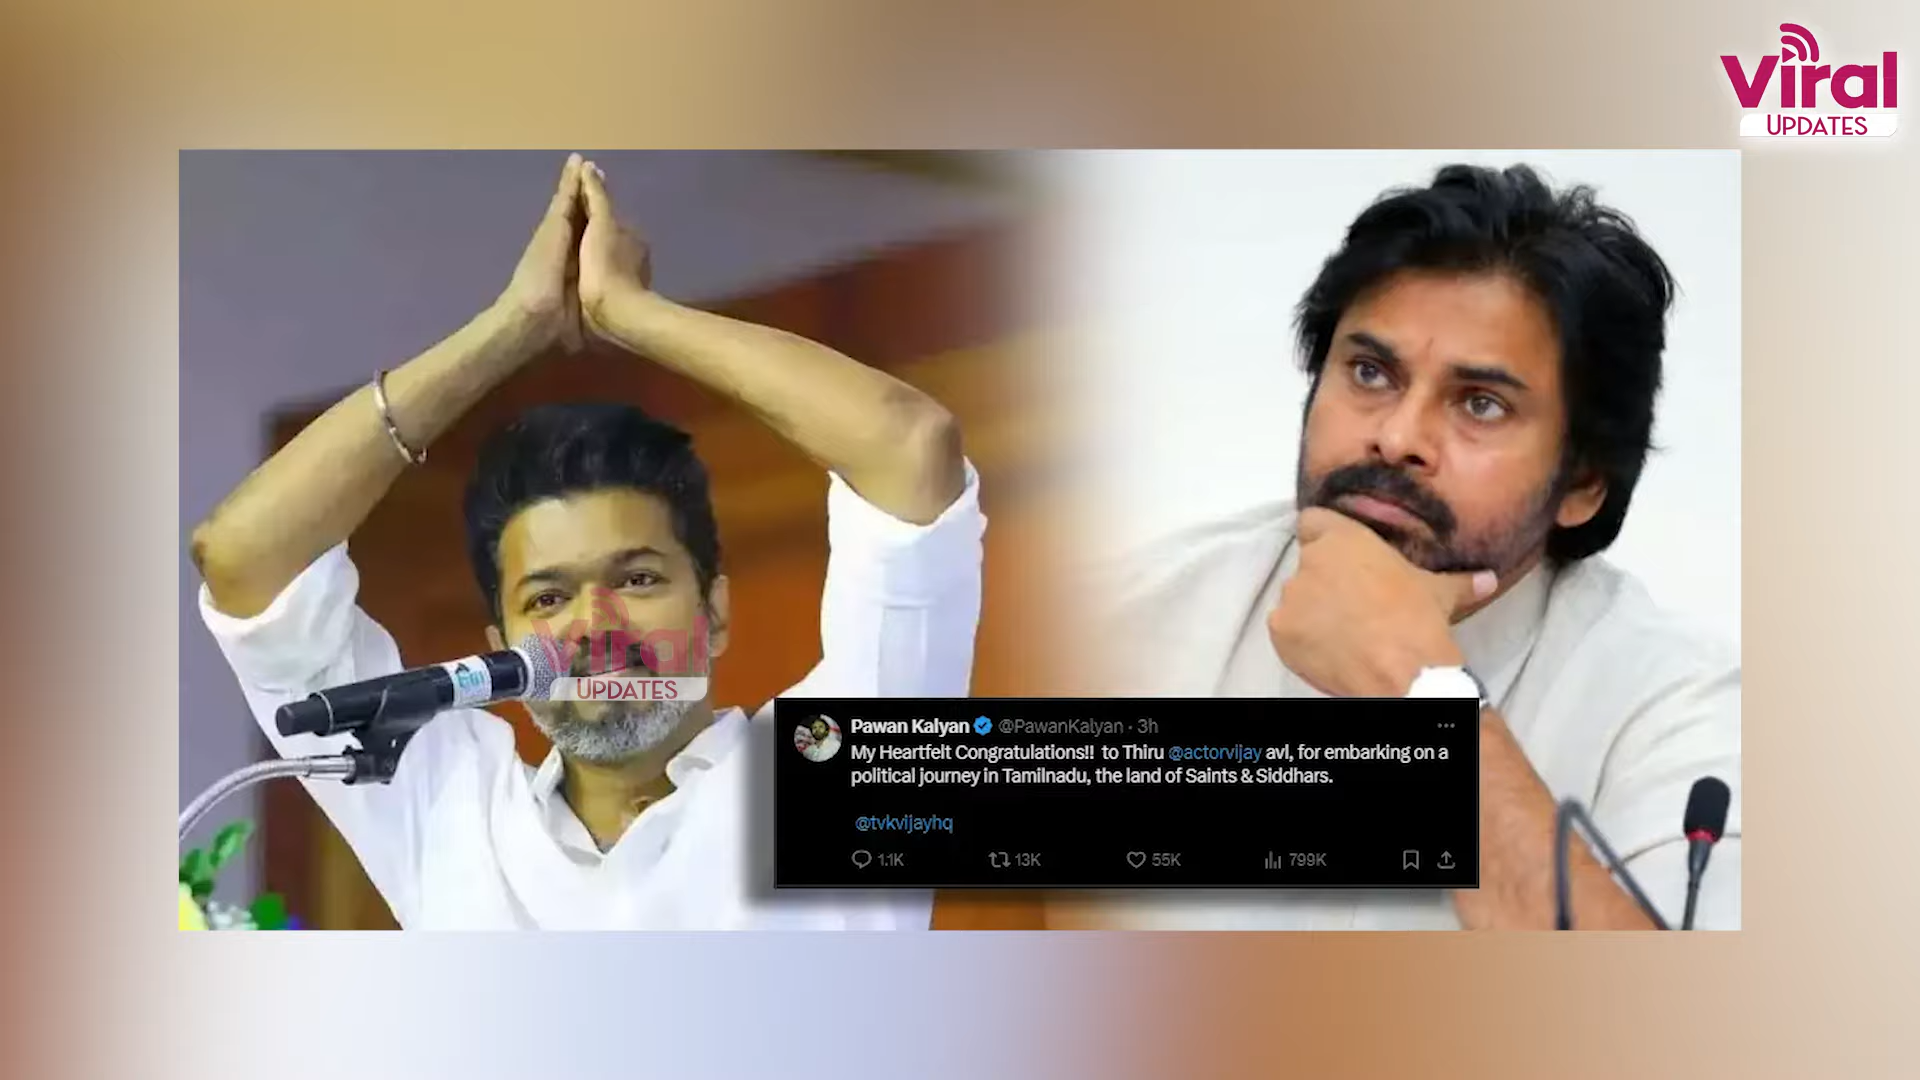 Viral
UPDATES
Viral
UPDATES
Pawan Kalyan @PawanKalyan · 3h
My Heartfelt Congratulations!! to Thiru @actorvijay avl, for embarking on a
political journey in Tamilnadu, the land of Saints & Siddhars.
@tvkvijayhq
1.1K 13K 55K 799K